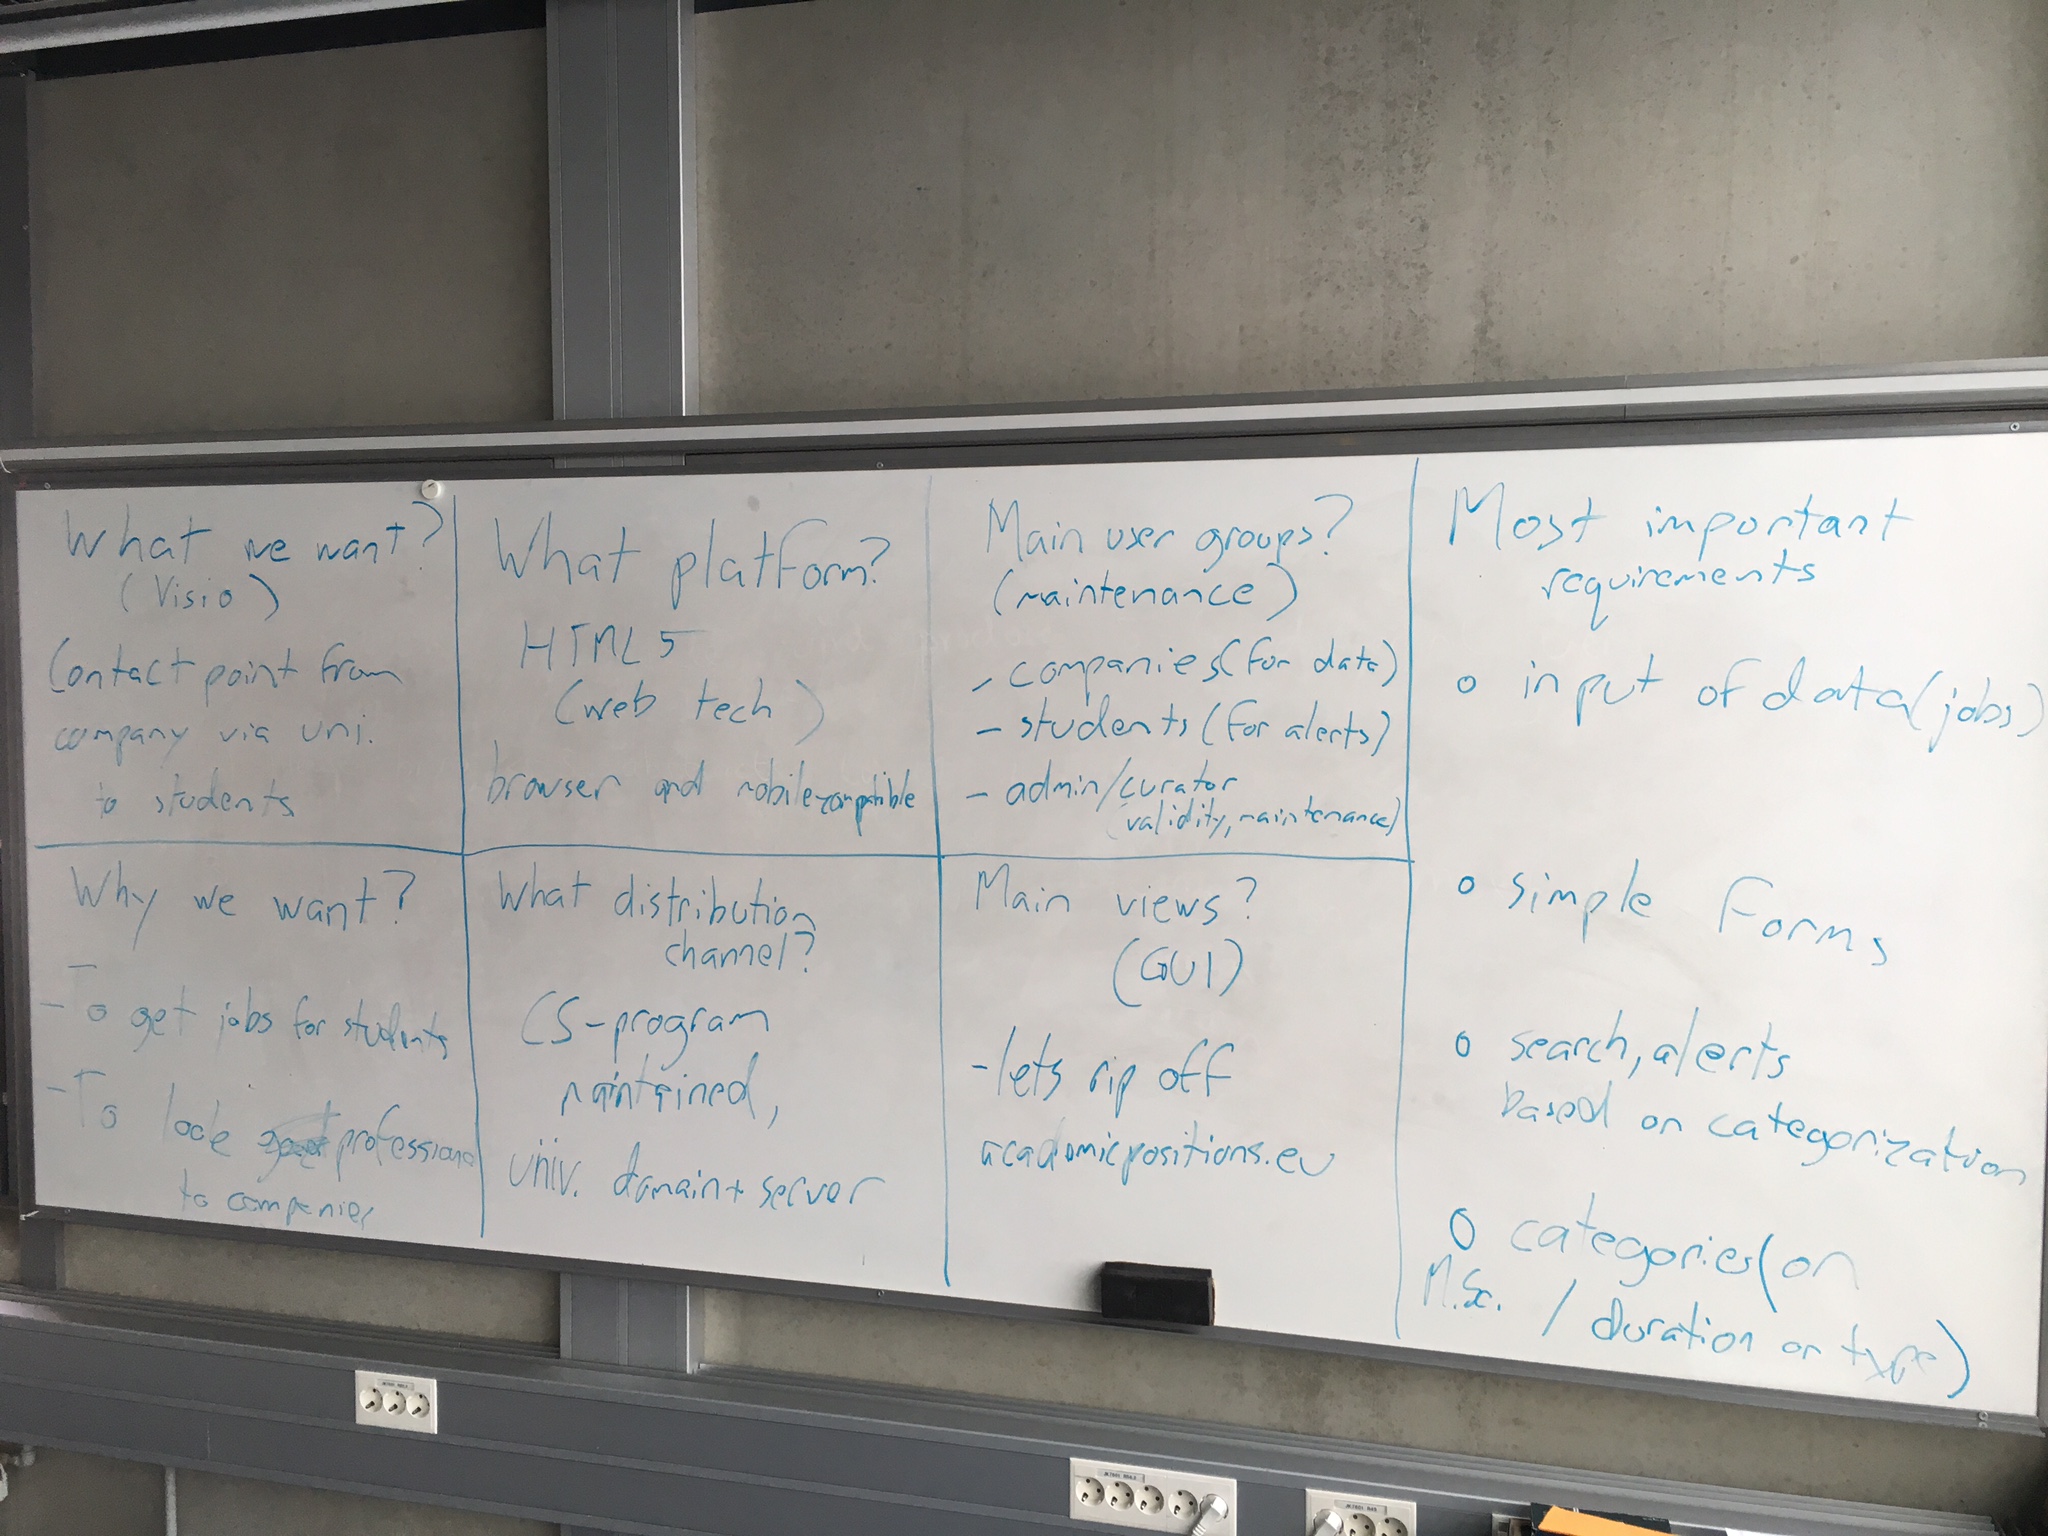 What we want?
(Visio)
Contact point from
company via uni.
to students
Why we want?
- To get jobs for students
- To look professional
to companies
What platform?
HTML5
(web tech)
browser and mobile-compatible
What distribution
channel?
CS-program
maintained,
univ. domain + server
Main user groups?
(maintenance)
- companies (for data)
- students (for alerts)
- admin/curator
(validity, maintenance)
Main views?
(GUI)
- lets rip off
academicpositions.eu
Most important
requirements
o input of data (jobs)
o simple forms
o search, alerts
based on categorization
o categories (on
M.Sc. / duration or type)